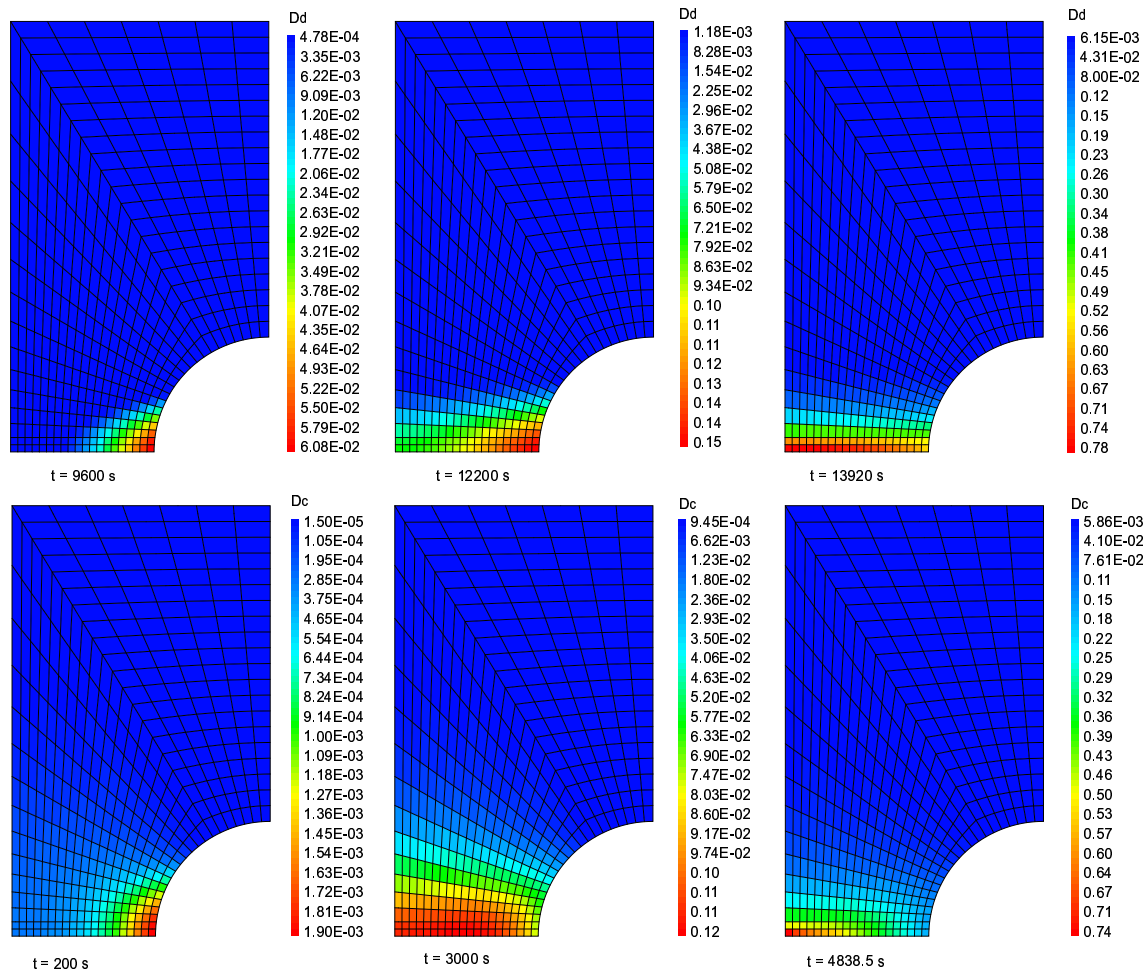 Dd
4.78E-04
3.35E-03
6.22E-03
9.09E-03
1.20E-02
1.48E-02
1.77E-02
2.06E-02
2.34E-02
2.63E-02
2.92E-02
3.21E-02
3.49E-02
3.78E-02
4.07E-02
4.35E-02
4.64E-02
4.93E-02
5.22E-02
5.50E-02
5.79E-02
6.08E-02
t = 9600 s
Dd
1.18E-03
8.28E-03
1.54E-02
2.25E-02
2.96E-02
3.67E-02
4.38E-02
5.08E-02
5.79E-02
6.50E-02
7.21E-02
7.92E-02
8.63E-02
9.34E-02
0.10
0.11
0.11
0.12
0.13
0.14
0.14
0.15
t = 12200 s
Dd
6.15E-03
4.31E-02
8.00E-02
0.12
0.15
0.19
0.23
0.26
0.30
0.34
0.38
0.41
0.45
0.49
0.52
0.56
0.60
0.63
0.67
0.71
0.74
0.78
t = 13920 s
Dc
1.50E-05
1.05E-04
1.95E-04
2.85E-04
3.75E-04
4.65E-04
5.54E-04
6.44E-04
7.34E-04
8.24E-04
9.14E-04
1.00E-03
1.09E-03
1.18E-03
1.27E-03
1.36E-03
1.45E-03
1.54E-03
1.63E-03
1.72E-03
1.81E-03
1.90E-03
t = 200 s
Dc
9.45E-04
6.62E-03
1.23E-02
1.80E-02
2.36E-02
2.93E-02
3.50E-02
4.06E-02
4.63E-02
5.20E-02
5.77E-02
6.33E-02
6.90E-02
7.47E-02
8.03E-02
8.60E-02
9.17E-02
9.74E-02
0.10
0.11
0.11
0.12
t = 3000 s
Dc
5.86E-03
4.10E-02
7.61E-02
0.11
0.15
0.18
0.22
0.25
0.29
0.32
0.36
0.39
0.43
0.46
0.50
0.53
0.57
0.60
0.64
0.67
0.71
0.74
t = 4838.5 s